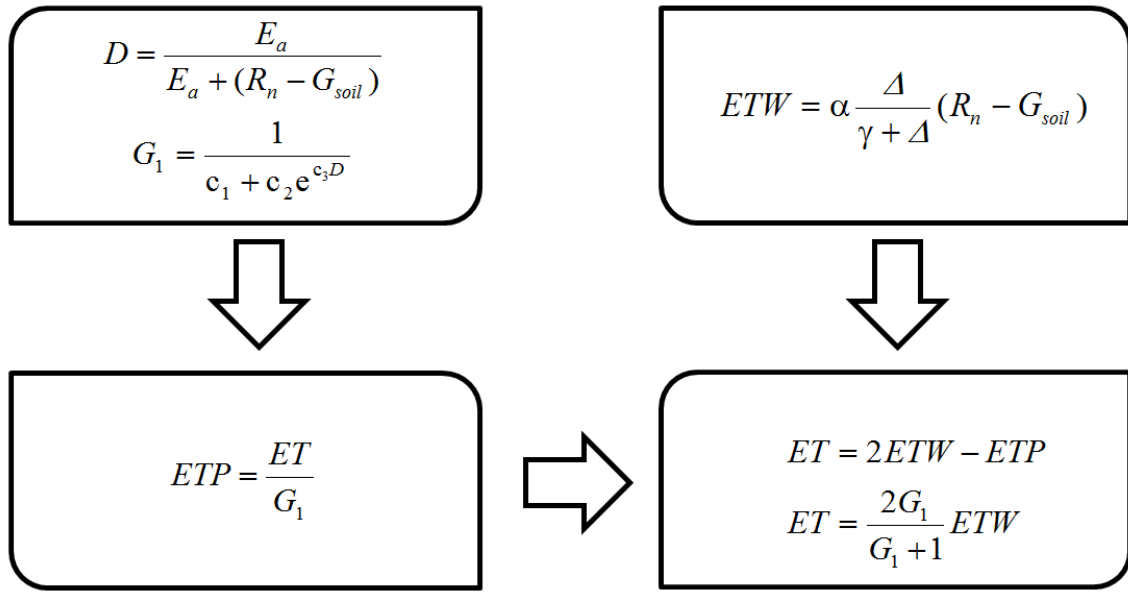 D = E_a / (E_a + (R_n − G_soil))
G_1 = 1 / (c_1 + c_2 e^{c_3 D})
ETW = α Δ / (γ + Δ) (R_n − G_soil)
ETP = ET / G_1
ET = 2ETW − ETP
ET = 2G_1 / (G_1 + 1) ETW